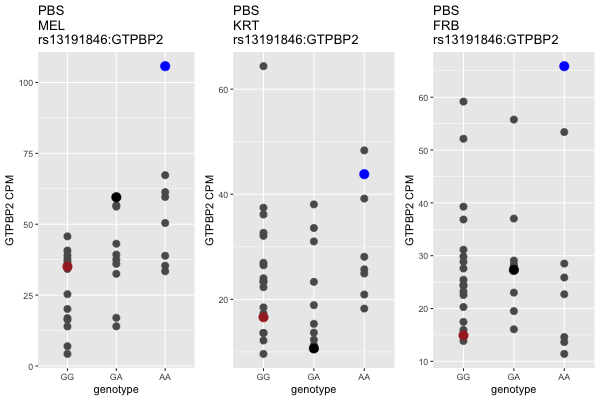 PBS
MEL
rs13191846:GTPBP2
GTPBP2 CPM
100
75
50
25
0
GG
GA
AA
genotype
PBS
KRT
rs13191846:GTPBP2
GTPBP2 CPM
60
40
20
GG
GA
AA
genotype
PBS
FRB
rs13191846:GTPBP2
GTPBP2 CPM
60
50
40
30
20
10
GG
GA
AA
genotype